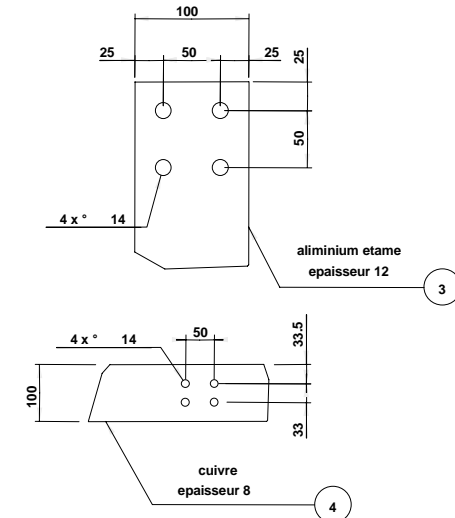 100
25 50 25
25
50
4 x ° 14
aliminium etame
epaisseur 12
3
4 x ° 14
50
33.5
100
33
cuivre
epaisseur 8
4